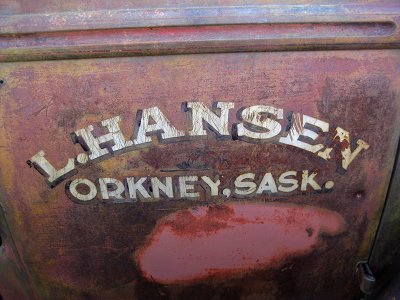 L. HANSEN
ORKNEY, SASK.